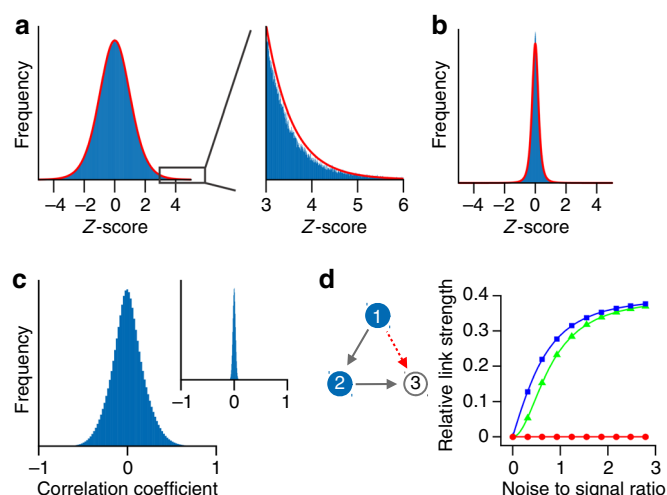 a
Frequency
−4 −2 0 2 4
Z-score
3 4 5 6
Z-score
b
Frequency
−4 −2 0 2 4
Z-score
c
Frequency
−1 0 1
Correlation coefficient
−1 0 1
d
1
2
3
Relative link strength
0.4
0.3
0.2
0.1
0
0 1 2 3
Noise to signal ratio